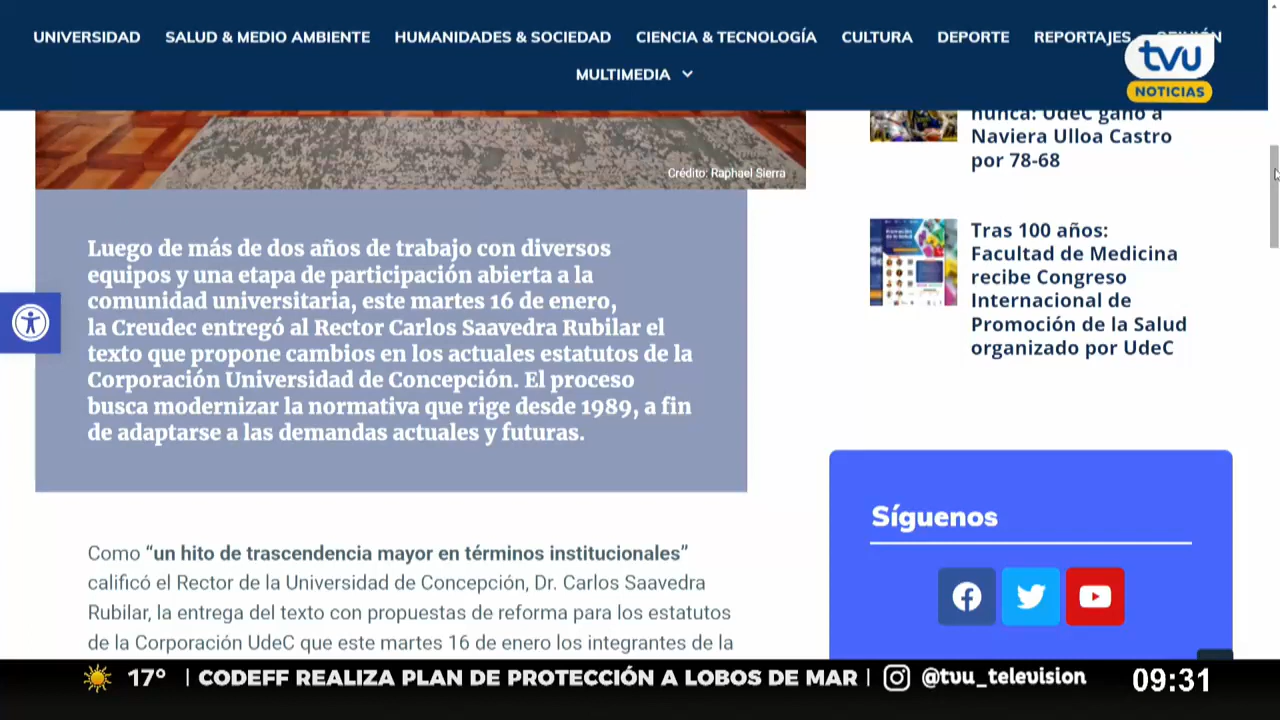 UNIVERSIDAD SALUD & MEDIO AMBIENTE HUMANIDADES & SOCIEDAD CIENCIA & TECNOLOGÍA CULTURA DEPORTE REPORTAJES OPINIÓN
MULTIMEDIA
tvu
NOTICIAS
Crédito: Raphael Sierra
nunca: UdeC ganó a
Naviera Ulloa Castro
por 78-68
Tras 100 años:
Facultad de Medicina
recibe Congreso
Internacional de
Promoción de la Salud
organizado por UdeC
Luego de más de dos años de trabajo con diversos
equipos y una etapa de participación abierta a la
comunidad universitaria, este martes 16 de enero,
la Creudec entregó al Rector Carlos Saavedra Rubilar el
texto que propone cambios en los actuales estatutos de la
Corporación Universidad de Concepción. El proceso
busca modernizar la normativa que rige desde 1989, a fin
de adaptarse a las demandas actuales y futuras.
Síguenos
Como “un hito de trascendencia mayor en términos institucionales”
calificó el Rector de la Universidad de Concepción, Dr. Carlos Saavedra
Rubilar, la entrega del texto con propuestas de reforma para los estatutos
de la Corporación UdeC que este martes 16 de enero los integrantes de la
17° | CODEFF REALIZA PLAN DE PROTECCIÓN A LOBOS DE MAR | @tvu_television 09:31